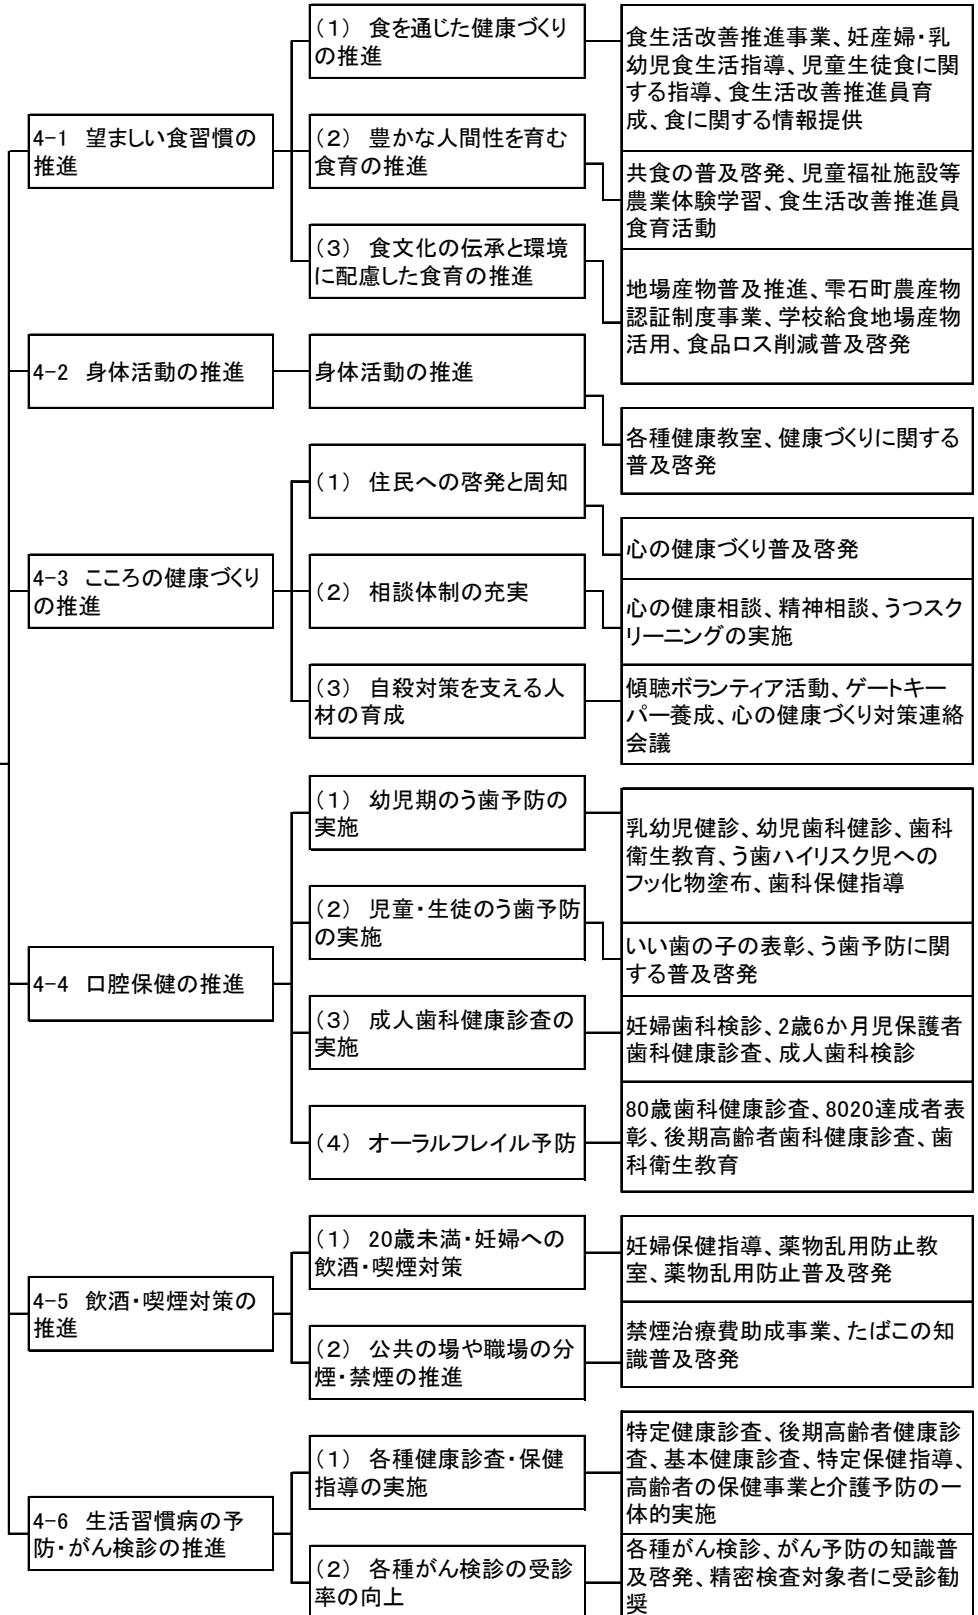 4-1 望ましい食習慣の
推進
(1) 食を通じた健康づくり
の推進
食生活改善推進事業、妊産婦・乳
幼児食生活指導、児童生徒食に関
する指導、食生活改善推進員育
成、食に関する情報提供
(2) 豊かな人間性を育む
食育の推進
共食の普及啓発、児童福祉施設等
農業体験学習、食生活改善推進員
食育活動
(3) 食文化の伝承と環境
に配慮した食育の推進
地場産物普及推進、雫石町農産物
認証制度事業、学校給食地場産物
活用、食品ロス削減普及啓発
4-2 身体活動の推進
身体活動の推進
各種健康教室、健康づくりに関する
普及啓発
4-3 こころの健康づくり
の推進
(1) 住民への啓発と周知
心の健康づくり普及啓発
(2) 相談体制の充実
心の健康相談、精神相談、うつスク
リーニングの実施
(3) 自殺対策を支える人
材の育成
傾聴ボランティア活動、ゲートキー
パー養成、心の健康づくり対策連絡
会議
4-4 口腔保健の推進
(1) 幼児期のう歯予防の
実施
乳幼児健診、幼児歯科健診、歯科
衛生教育、う歯ハイリスク児への
フッ化物塗布、歯科保健指導
(2) 児童・生徒のう歯予防
の実施
いい歯の子の表彰、う歯予防に関
する普及啓発
(3) 成人歯科健康診査の
実施
妊婦歯科検診、2歳6か月児保護者
歯科健康診査、成人歯科検診
(4) オーラルフレイル予防
80歳歯科健康診査、8020達成者表
彰、後期高齢者歯科健康診査、歯
科衛生教育
4-5 飲酒・喫煙対策の
推進
(1) 20歳未満・妊婦への
飲酒・喫煙対策
妊婦保健指導、薬物乱用防止教
室、薬物乱用防止普及啓発
(2) 公共の場や職場の分
煙・禁煙の推進
禁煙治療費助成事業、たばこの知
識普及啓発
4-6 生活習慣病の予
防・がん検診の推進
(1) 各種健康診査・保健
指導の実施
特定健康診査、後期高齢者健康診
査、基本健康診査、特定保健指導、
高齢者の保健事業と介護予防の一
体的実施
(2) 各種がん検診の受診
率の向上
各種がん検診、がん予防の知識普
及啓発、精密検査対象者に受診勧
奨